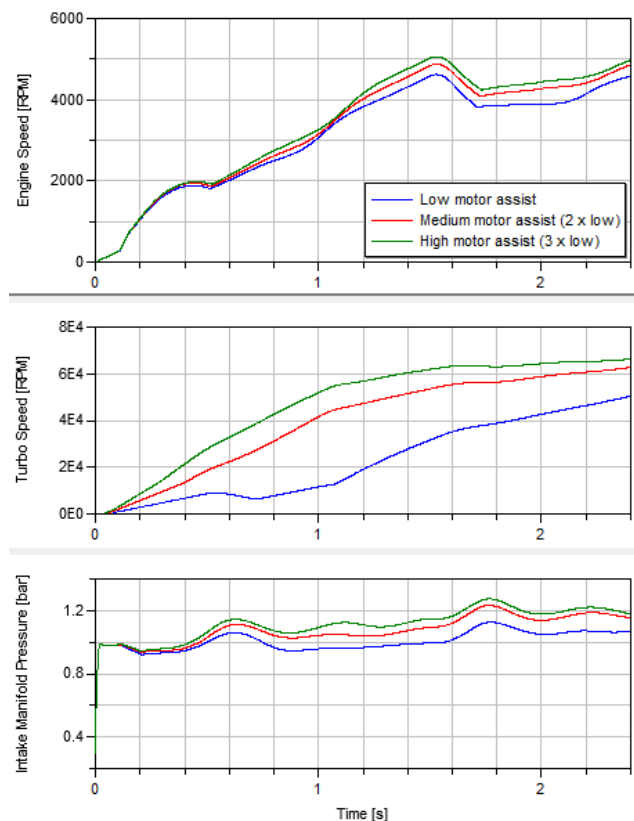 Engine Speed [RPM]
6000
4000
2000
0
0
1
2
Low motor assist
Medium motor assist (2 x low)
High motor assist (3 x low)
Turbo Speed [RPM]
8E4
6E4
4E4
2E4
0E0
0
1
2
Intake Manifold Pressure [bar]
1.2
0.8
0.4
0
1
2
Time [s]